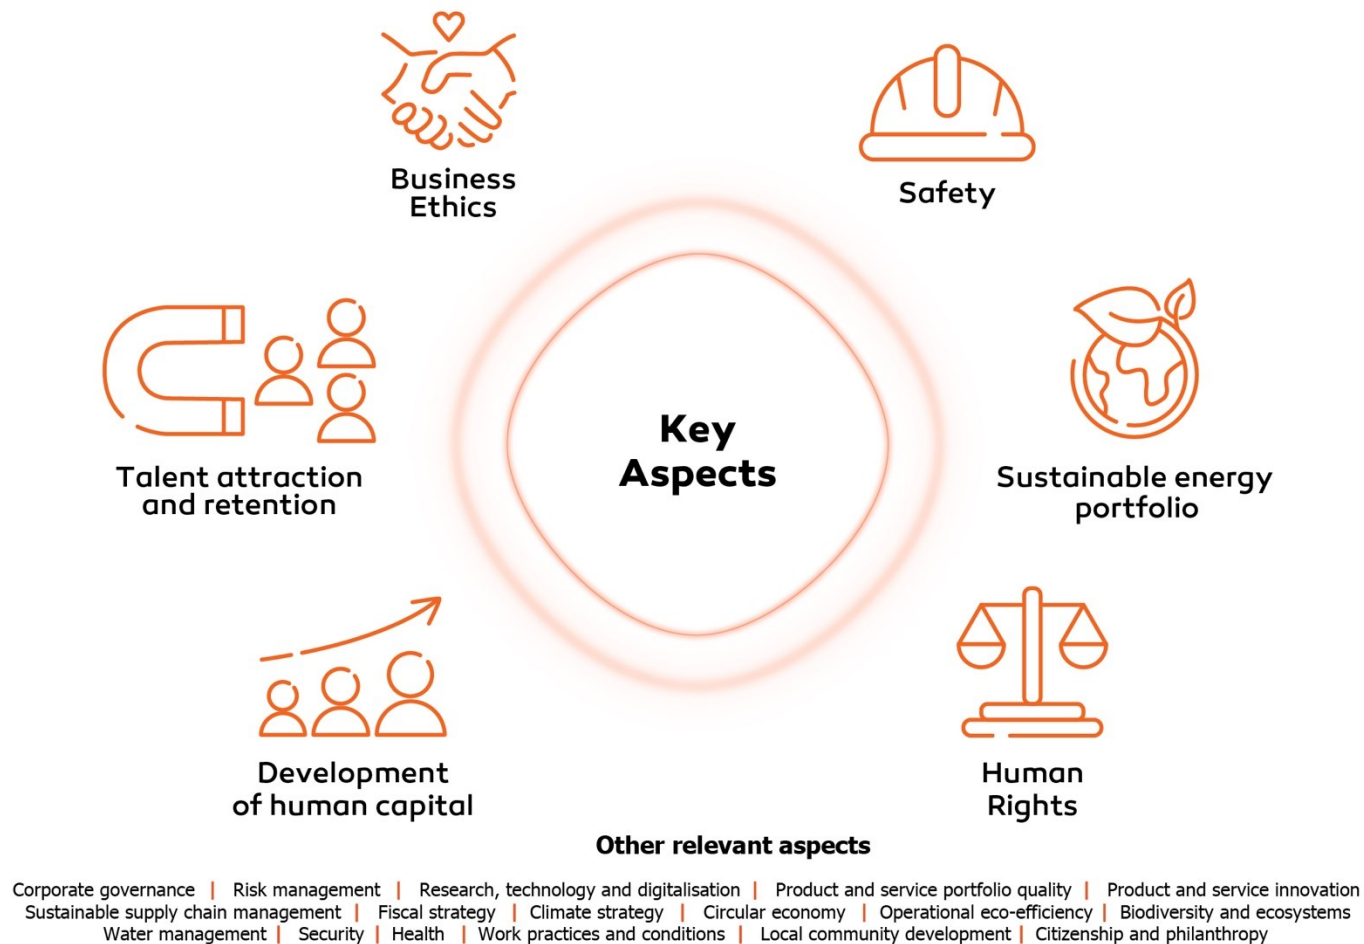 Business
Ethics
Safety
Talent attraction
and retention
Key
Aspects
Sustainable energy
portfolio
Development
of human capital
Human
Rights
Other relevant aspects
Corporate governance | Risk management | Research, technology and digitalisation | Product and service portfolio quality | Product and service innovation
Sustainable supply chain management | Fiscal strategy | Climate strategy | Circular economy | Operational eco-efficiency | Biodiversity and ecosystems
Water management | Security | Health | Work practices and conditions | Local community development | Citizenship and philanthropy